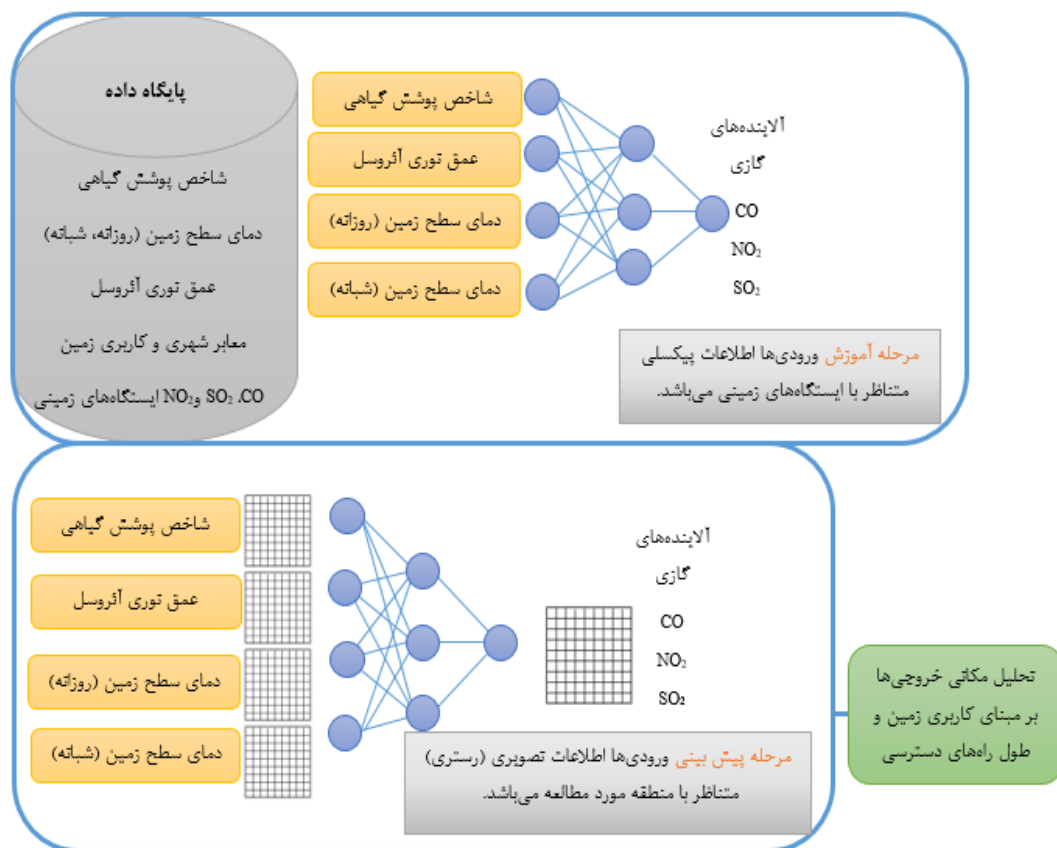 پایگاه داده
شاخص پوشش گیاهی
دمای سطح زمین (روزانه، شبانه)
عمق توری آئروسل
معابر شهری و کاربری زمین
CO، SO₂ وNO₂ ایستگاه‌های زمینی
شاخص پوشش گیاهی
عمق توری آئروسل
دمای سطح زمین (روزانه)
دمای سطح زمین (شبانه)
آلاینده‌های
گازی
CO
NO₂
SO₂
مرحله آموزش ورودی‌ها اطلاعات پیکسلی
متناظر با ایستگاه‌های زمینی می‌باشد.
شاخص پوشش گیاهی
عمق توری آئروسل
دمای سطح زمین (روزانه)
دمای سطح زمین (شبانه)
آلاینده‌های
گازی
CO
NO₂
SO₂
مرحله پیش بینی ورودی‌ها اطلاعات تصویری (رستری)
متناظر با منطقه مورد مطالعه می‌باشد.
تحلیل مکانی خروجی‌ها
بر مبنای کاربری زمین و
طول راه‌های دسترسی